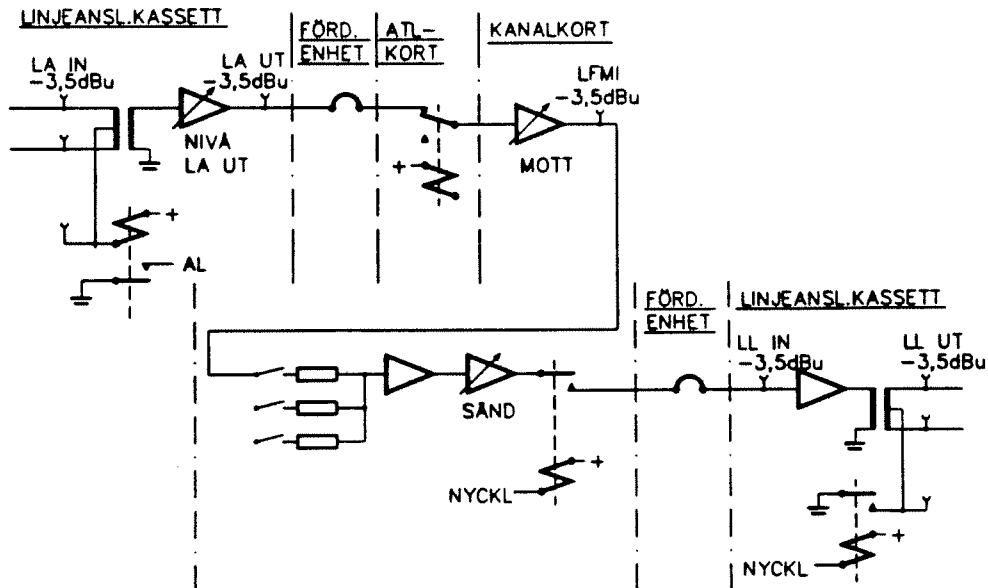 LINJEANSL.KASSETT
FÖRD.
ENHET
ATL-
KORT
KANALKORT
LA IN
-3,5dBu
LA UT
-3,5dBu
LFMI
-3,5dBu
NIVÅ
LA UT
+
MOTT
+
AL
FÖRD.
ENHET
LINJEANSL.KASSETT
LL IN
-3,5dBu
LL UT
-3,5dBu
SÄND
+
NYCKL
+
NYCKL